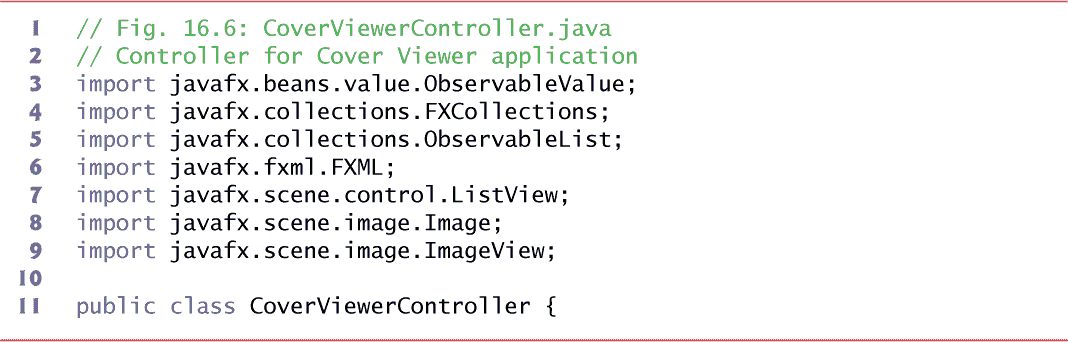 1 // Fig. 16.6: CoverViewerController.java
2 // Controller for Cover Viewer application
3 import javafx.beans.value.ObservableValue;
4 import javafx.collections.FXCollections;
5 import javafx.collections.ObservableList;
6 import javafx.fxml.FXML;
7 import javafx.scene.control.ListView;
8 import javafx.scene.image.Image;
9 import javafx.scene.image.ImageView;
10
11 public class CoverViewerController {